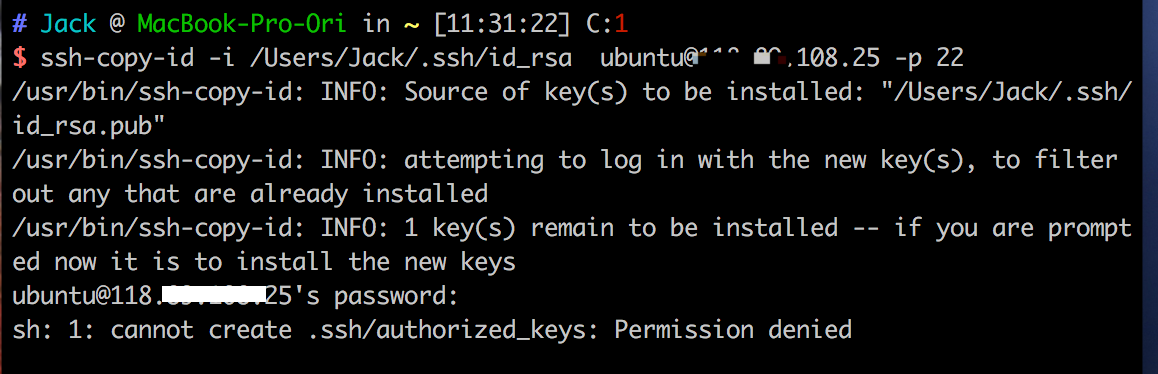 # Jack @ MacBook-Pro-Ori in ~ [11:31:22] C:1
$ ssh-copy-id -i /Users/Jack/.ssh/id_rsa  ubuntu@ .108.25 -p 22
/usr/bin/ssh-copy-id: INFO: Source of key(s) to be installed: "/Users/Jack/.ssh/
id_rsa.pub"
/usr/bin/ssh-copy-id: INFO: attempting to log in with the new key(s), to filter
out any that are already installed
/usr/bin/ssh-copy-id: INFO: 1 key(s) remain to be installed -- if you are prompt
ed now it is to install the new keys
ubuntu@118. 25's password:
sh: 1: cannot create .ssh/authorized_keys: Permission denied